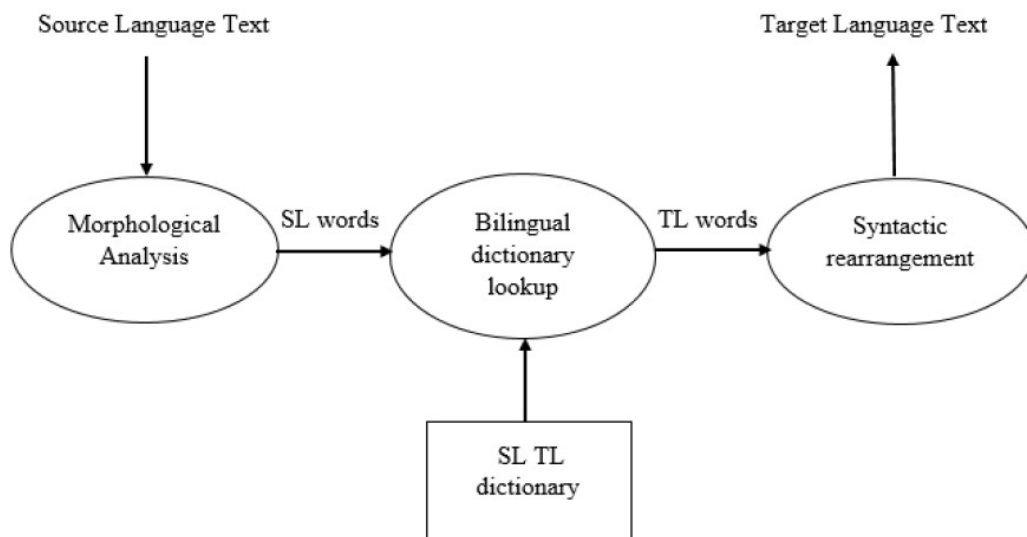 Source Language Text
Target Language Text
Morphological
Analysis
SL words
Bilingual
dictionary
lookup
TL words
Syntactic
rearrangement
SL TL
dictionary